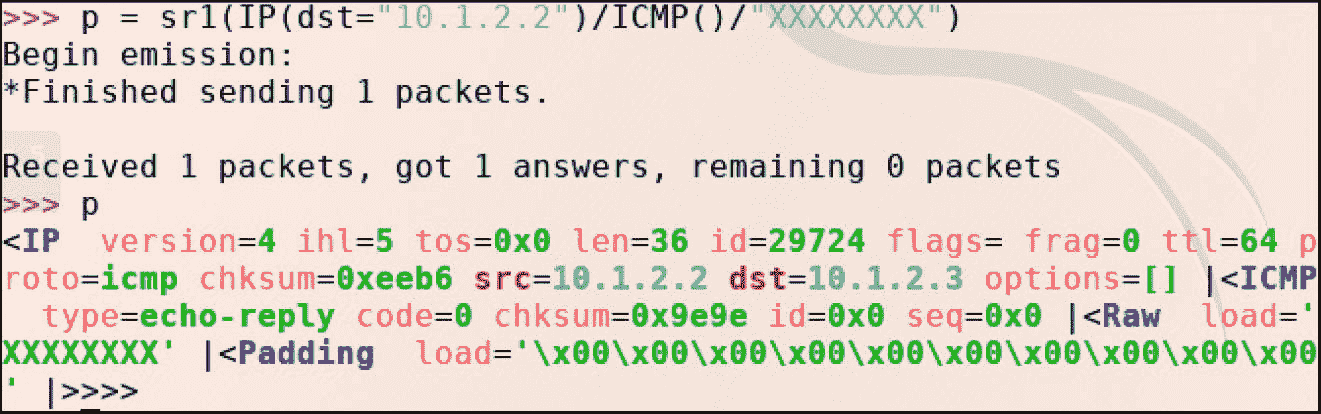 >>> p = sr1(IP(dst="10.1.2.2")/ICMP()/"XXXXXXXX")
Begin emission:
*Finished sending 1 packets.
Received 1 packets, got 1 answers, remaining 0 packets
>>> p
<IP  version=4 ihl=5 tos=0x0 len=36 id=29724 flags= frag=0 ttl=64 p
roto=icmp chksum=0xeeb6 src=10.1.2.2 dst=10.1.2.3 options=[] |<ICMP
  type=echo-reply code=0 chksum=0x9e9e id=0x0 seq=0x0 |<Raw  load='
XXXXXXXX' |<Padding  load='\x00\x00\x00\x00\x00\x00\x00\x00\x00\x00
' |>>>>